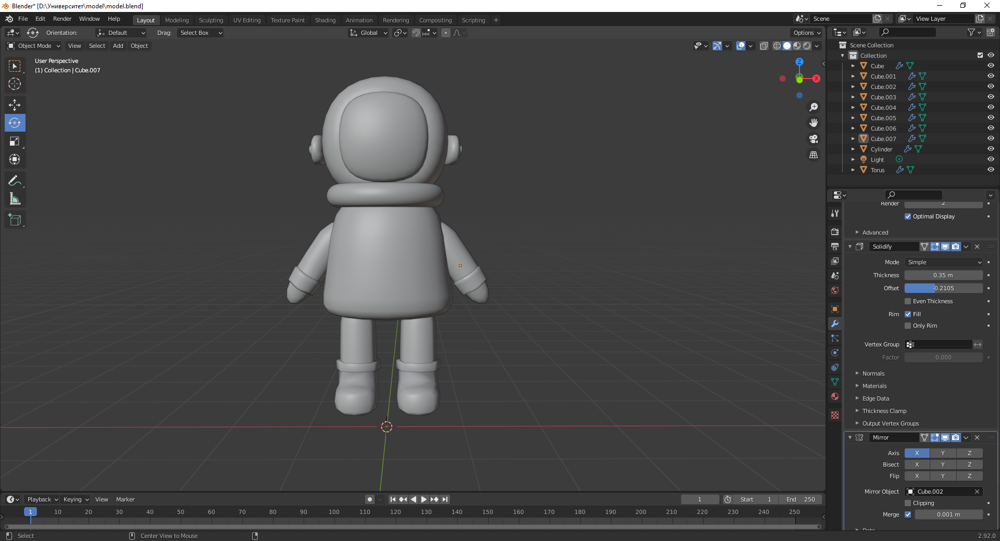 Blender* [D:\Университет\model\model.blend]
File Edit Render Window Help Layout Modeling Sculpting UV Editing Texture Paint Shading Animation Rendering Compositing Scripting + Scene View Layer
Orientation: Default Drag: Select Box Global Options
Object Mode View Select Add Object
User Perspective
(1) Collection | Cube.007
Z
X
Scene Collection
Collection
Cube
Cube.001
Cube.002
Cube.003
Cube.004
Cube.005
Cube.006
Cube.007
Cylinder
Light
Torus
Render 2
Optimal Display
Advanced
Solidify
Mode Simple
Thickness 0.35 m
Offset -0.2105
Even Thickness
Rim Fill
Only Rim
Vertex Group
Factor 0.000
Normals
Materials
Edge Data
Thickness Clamp
Output Vertex Groups
Mirror
Axis X Y Z
Bisect X Y Z
Flip X Y Z
Mirror Object Cube.002
Clipping
Merge 0.001 m
Data
Playback Keying View Marker 1 Start 1 End 250
1 10 20 30 40 50 60 70 80 90 100 110 120 130 140 150 160 170 180 190 200 210 220 230 240 250
Select Center View to Mouse 2.92.0